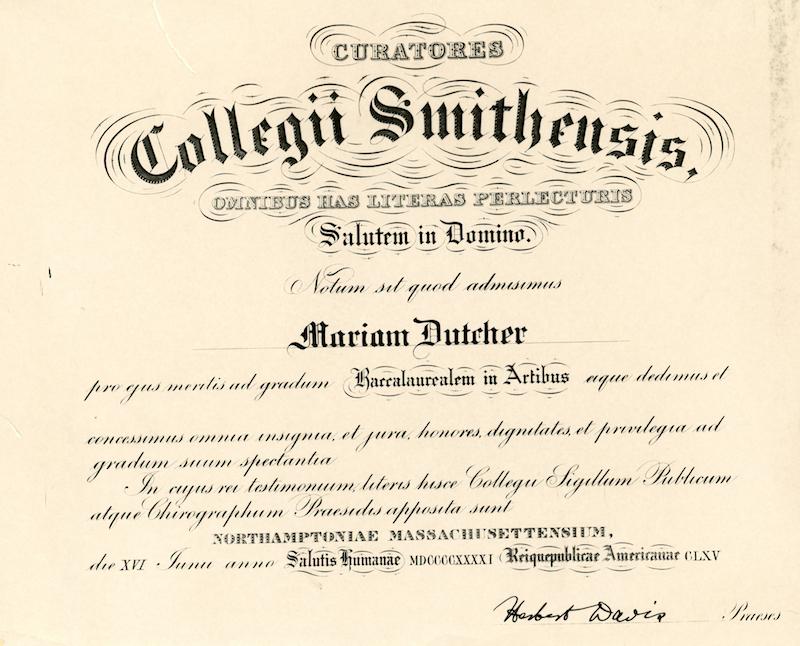 CURATORES
Collegii Smithensis,
OMNIBUS HAS LITERAS PERLECTURIS
Salutem in Domino.
Notum sit quod admisimus
Mariam Dutcher
pro ejus meritis ad gradum Baccalaurealem in Artibus eique dedimus et
concessimus omnia insignia, et jura, honores, dignitates, et privilegia ad
gradum suum spectantia
In cujus rei testimonium, literis hisce Collegii Sigillum Publicum
atque Chirographum Praesidis apposita sunt
NORTHAMPTONIAE MASSACHUSETTENSIUM,
die XVI Junii anno Salutis Humanae MDCCCCXXXXI Reiquepublicae Americanae CLXV
Herbert Davis Praeses